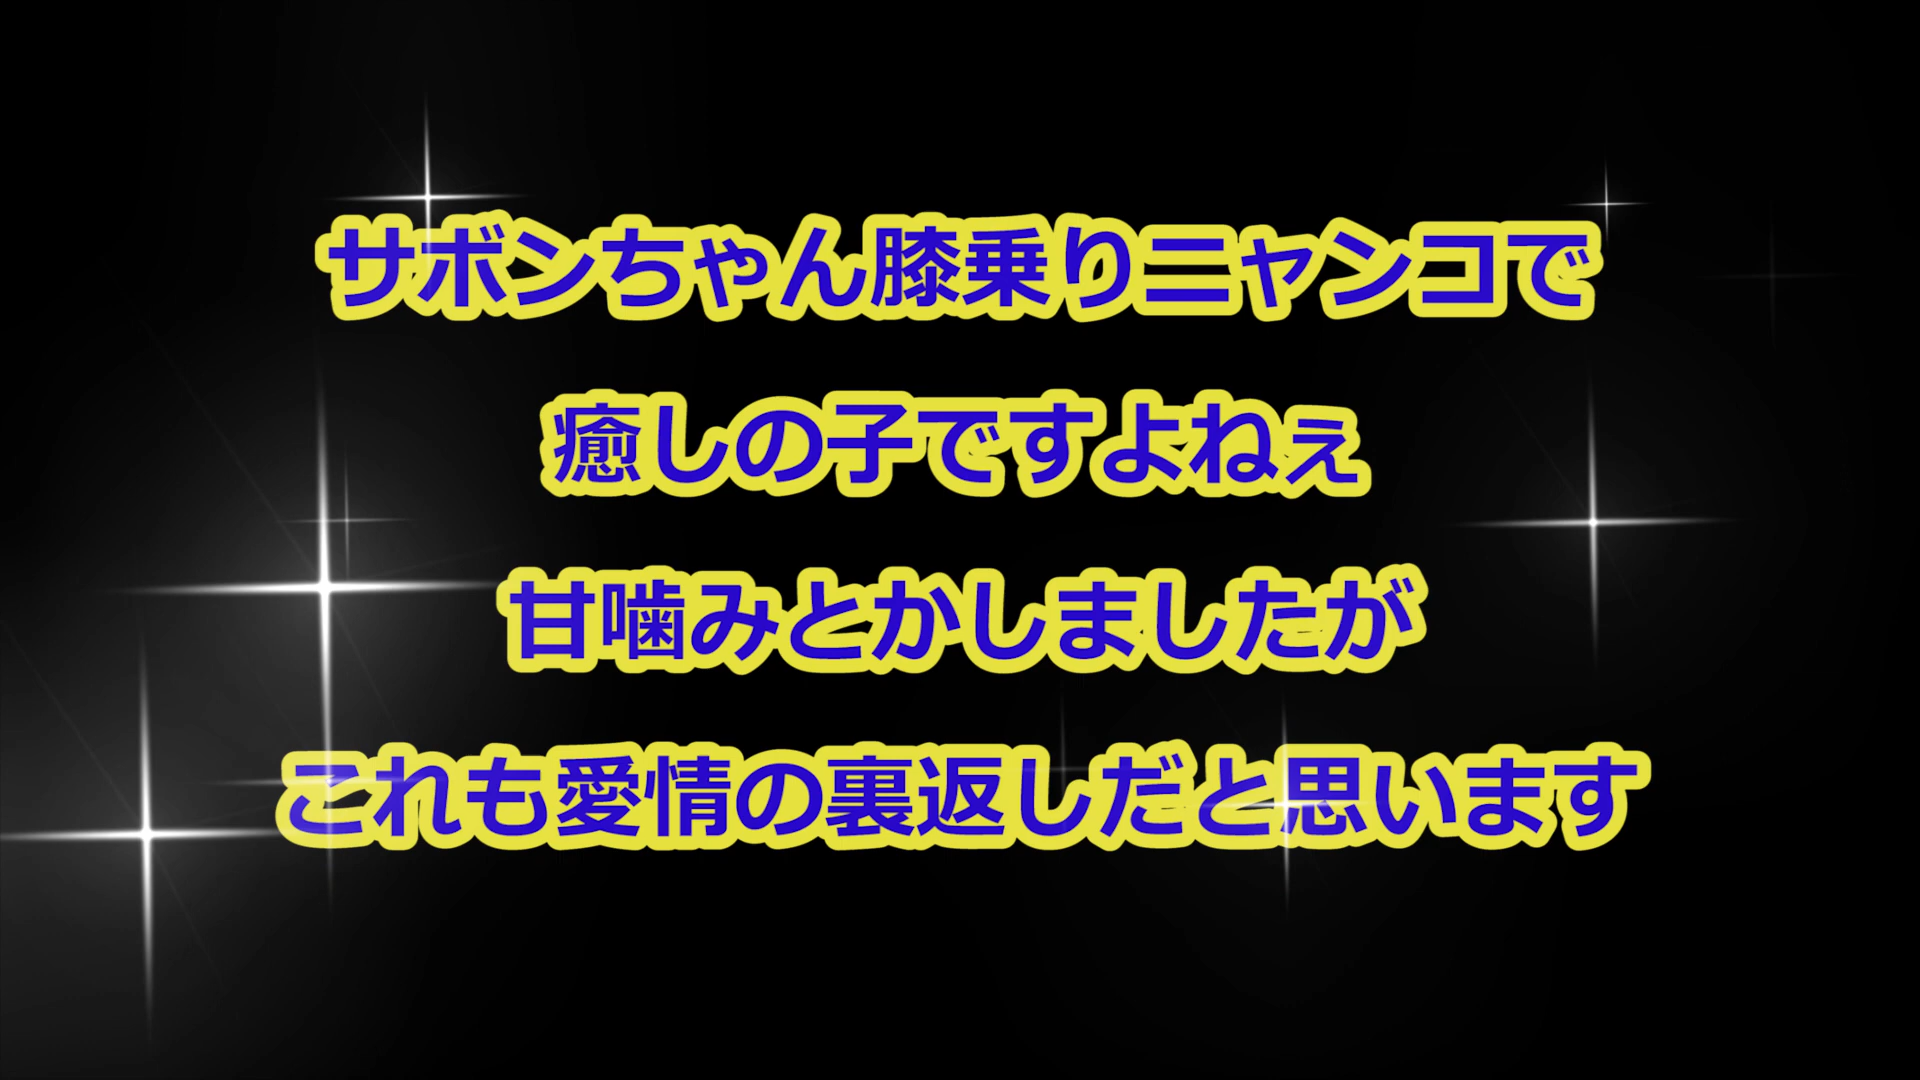 サボンちゃん膝乗りニャンコで
癒しの子ですよねぇ
甘噛みとかしましたが
これも愛情の裏返しだと思います